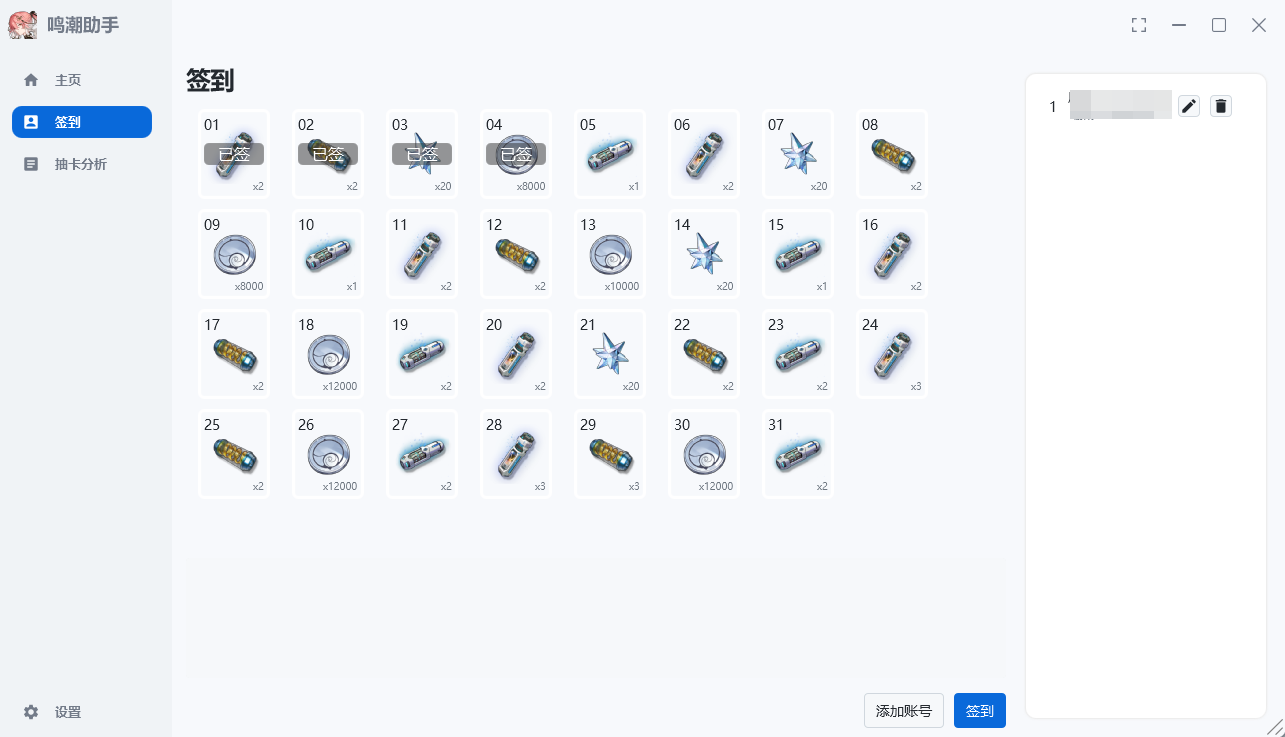 鸣潮助手
主页
签到
抽卡分析
设置
签到
01 02 03 04 05 06 07 08
已签 已签 已签 已签
x2 x2 x20 x8000 x1 x2 x20 x2
09 10 11 12 13 14 15 16
x8000 x1 x2 x2 x10000 x20 x1 x2
17 18 19 20 21 22 23 24
x2 x12000 x2 x2 x20 x2 x2 x3
25 26 27 28 29 30 31
x2 x12000 x2 x3 x3 x12000 x2
添加账号 签到
1